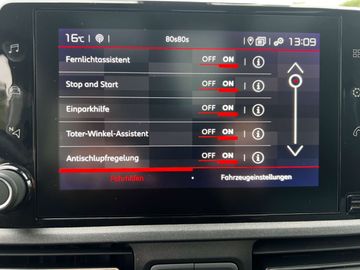 16°C 80s80s 13:09
Fernlichtassistent OFF ON
Stop and Start OFF ON
Einparkhilfe OFF ON
Toter-Winkel-Assistent OFF ON
Antischlupfregelung OFF ON
Fahrhilfen Fahrzeugeinstellungen